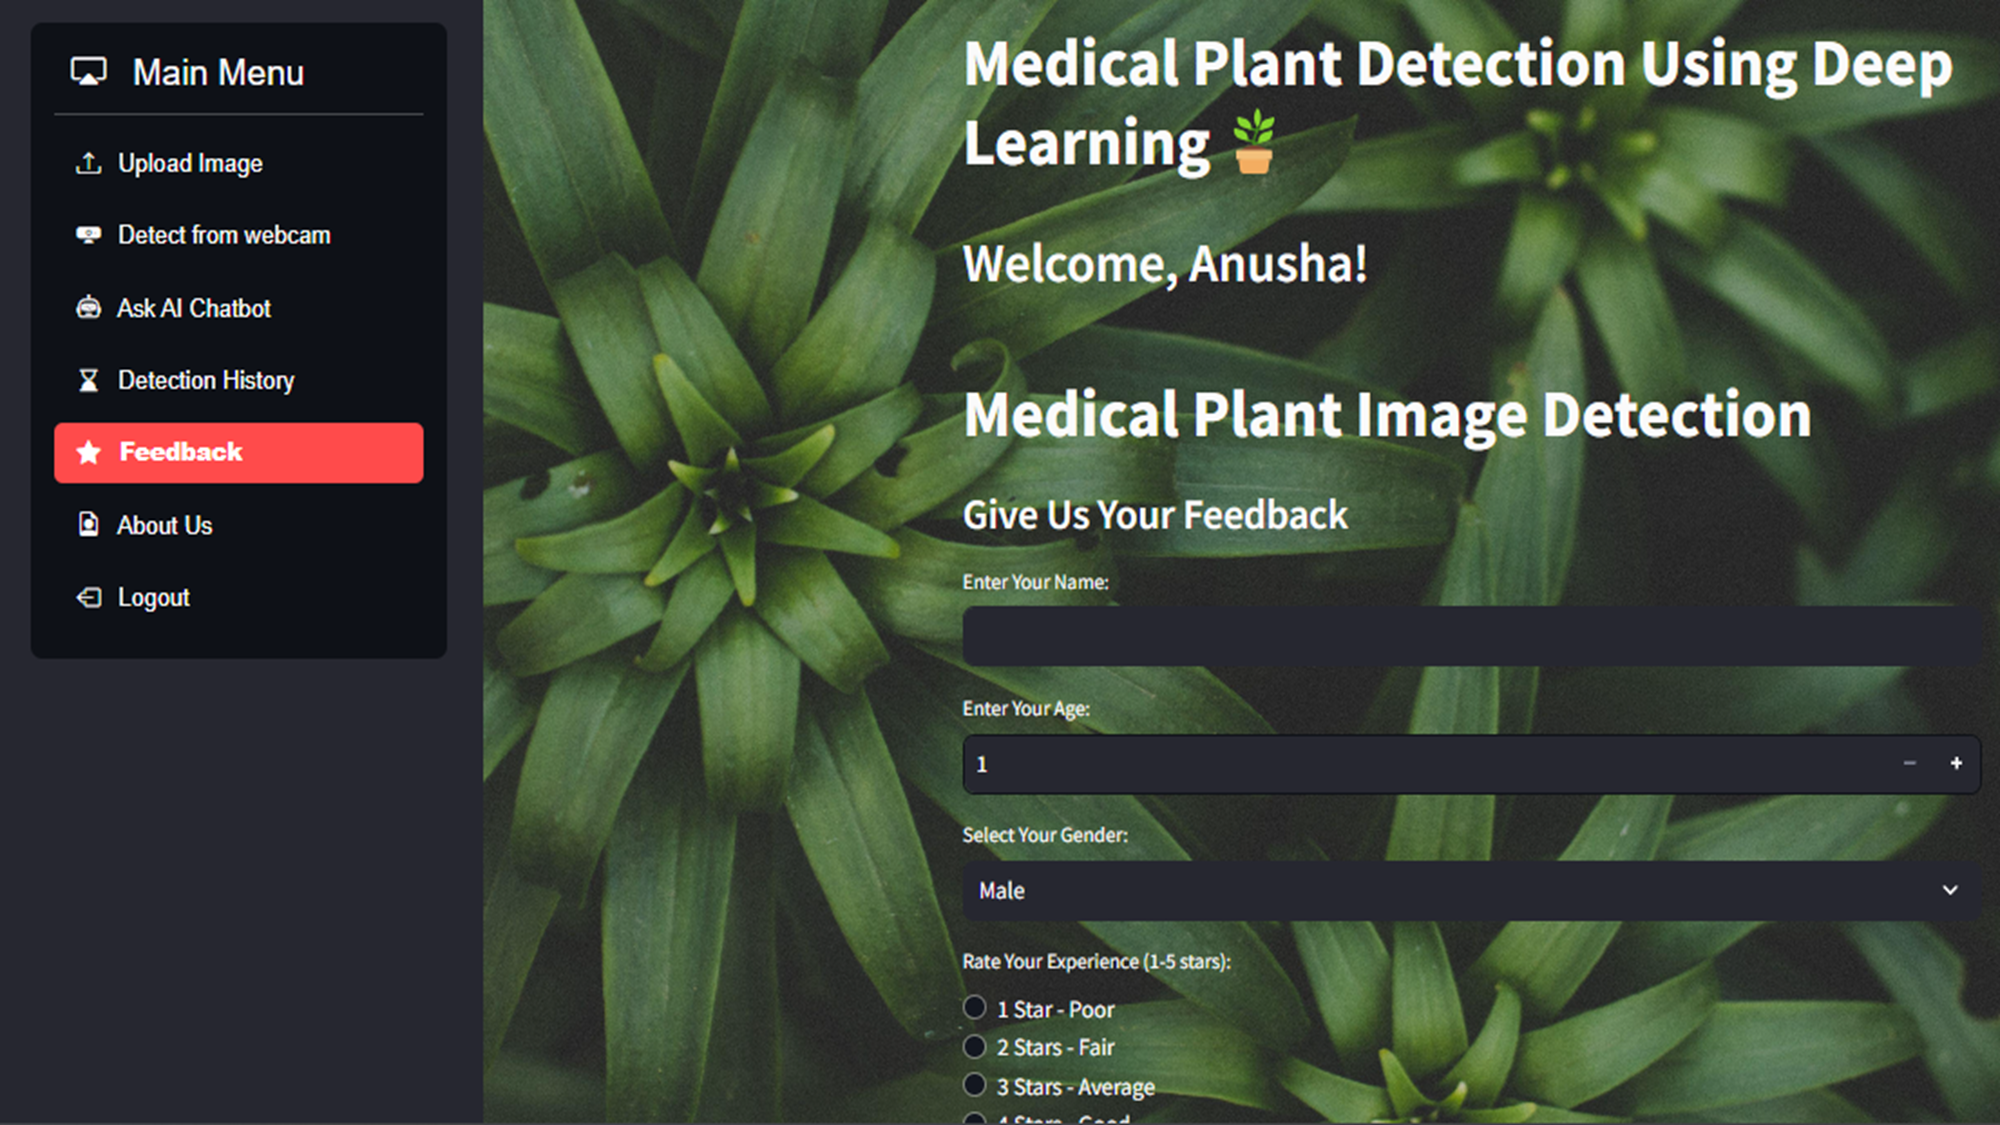 Main Menu
Upload Image
Detect from webcam
Ask AI Chatbot
Detection History
Feedback
About Us
Logout
Medical Plant Detection Using Deep
Learning 🪴
Welcome, Anusha!
Medical Plant Image Detection
Give Us Your Feedback
Enter Your Name:
Enter Your Age:
1
Select Your Gender:
Male
Rate Your Experience (1-5 stars):
1 Star - Poor
2 Stars - Fair
3 Stars - Average
4 Stars - Good